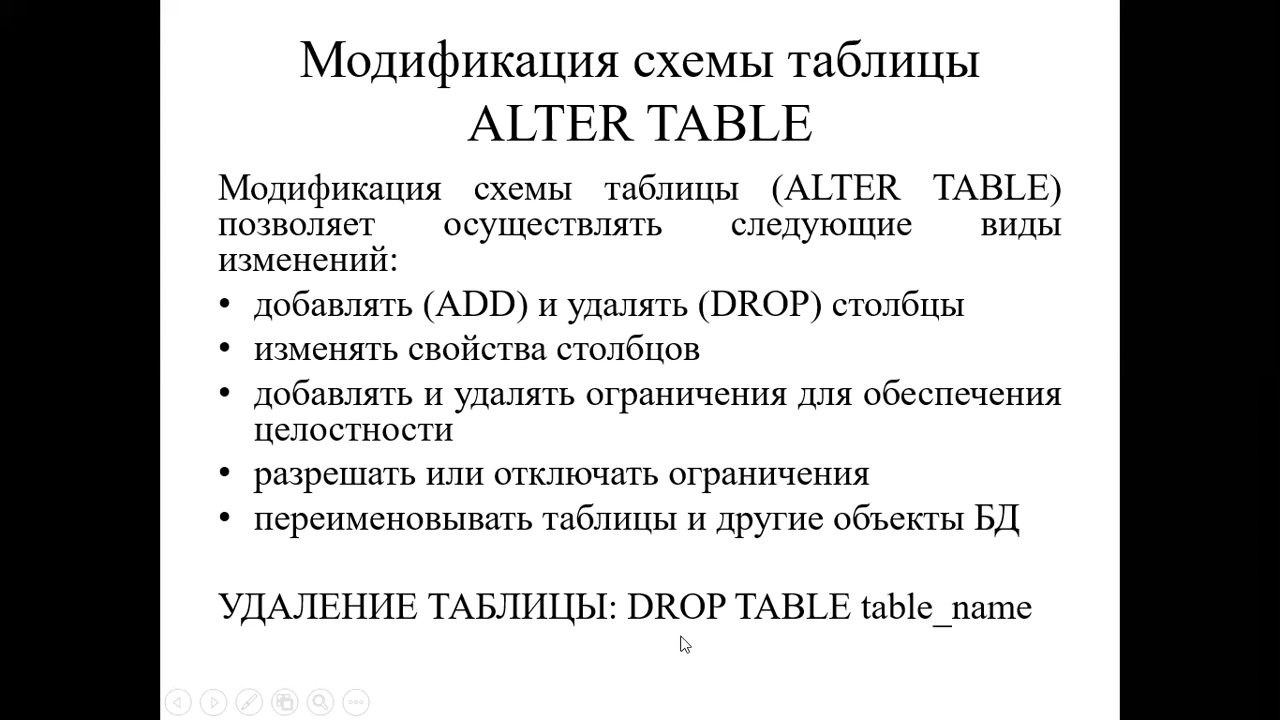 Модификация схемы таблицы
ALTER TABLE
Модификация схемы таблицы (ALTER TABLE)
позволяет осуществлять следующие виды
изменений:
• добавлять (ADD) и удалять (DROP) столбцы
• изменять свойства столбцов
• добавлять и удалять ограничения для обеспечения
целостности
• разрешать или отключать ограничения
• переименовывать таблицы и другие объекты БД
УДАЛЕНИЕ ТАБЛИЦЫ: DROP TABLE table_name